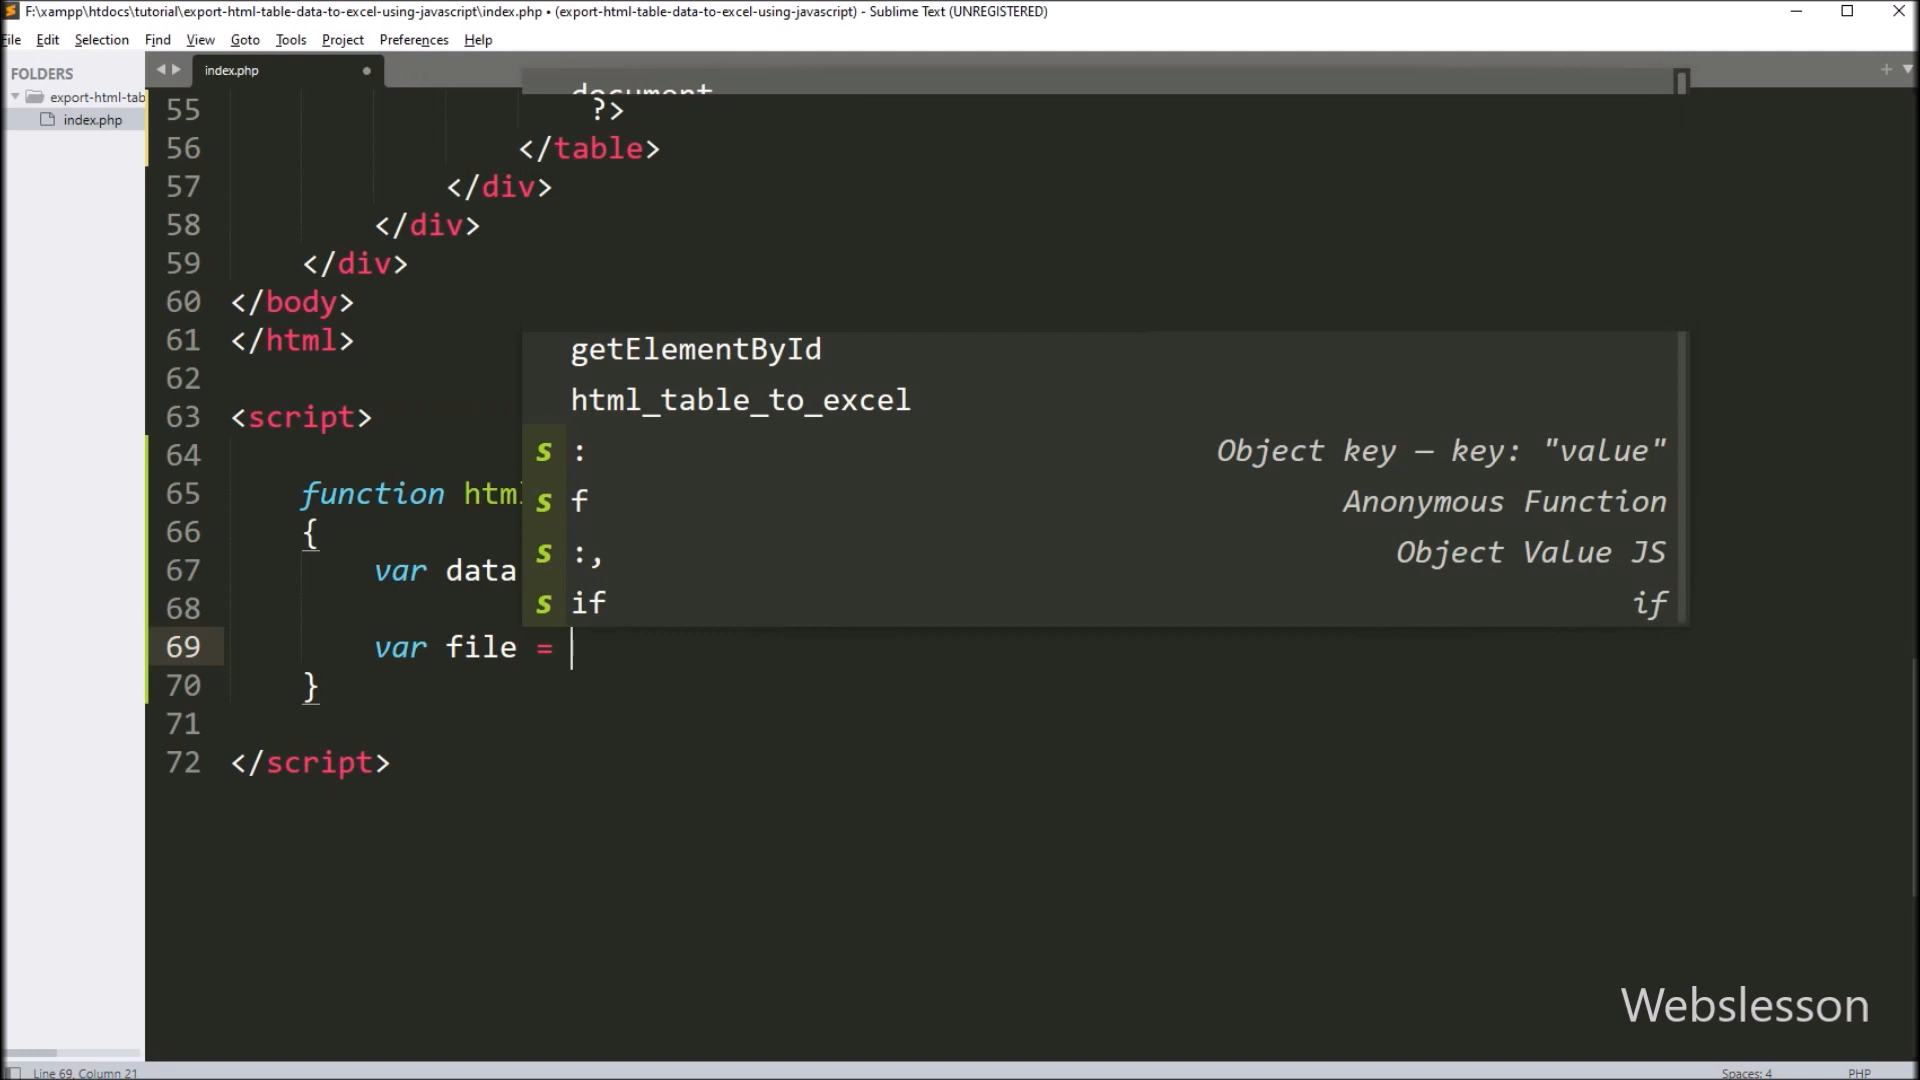 F:\xampp\htdocs\tutorial\export-html-table-data-to-excel-using-javascript\index.php • (export-html-table-data-to-excel-using-javascript) - Sublime Text (UNREGISTERED)
File Edit Selection Find View Goto Tools Project Preferences Help
FOLDERS
export-html-tab
index.php
index.php
document
55 ?>
56 </table>
57 </div>
58 </div>
59 </div>
60 </body>
61 </html>
62
63 <script>
64
65 function html
66 {
67 var data
68
69 var file =
70 }
71
72 </script>
getElementById
html_table_to_excel
s : Object key — key: "value"
s f Anonymous Function
s :, Object Value JS
s if if
Webslesson
Line 69, Column 21
Spaces: 4
PHP